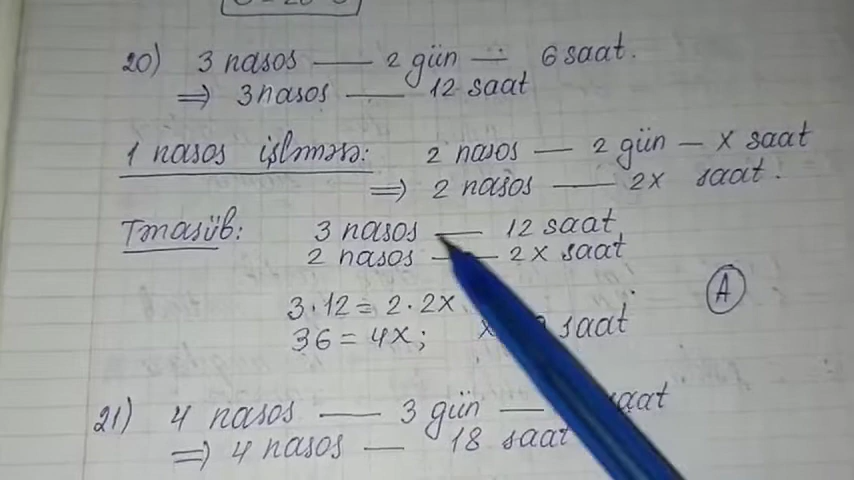 20) 3 nasos — 2 gün — 6 saat.
⇒ 3 nasos — 12 saat
1 nasos işləməsə: 2 nasos — 2 gün — x saat
⇒ 2 nasos — 2x saat.
Tənasüb: 3 nasos — 12 saat
2 nasos — 2x saat
3·12 = 2·2x
A
36 = 4x; x saat
21) 4 nasos — 3 gün — saat
⇒ 4 nasos — 18 saat